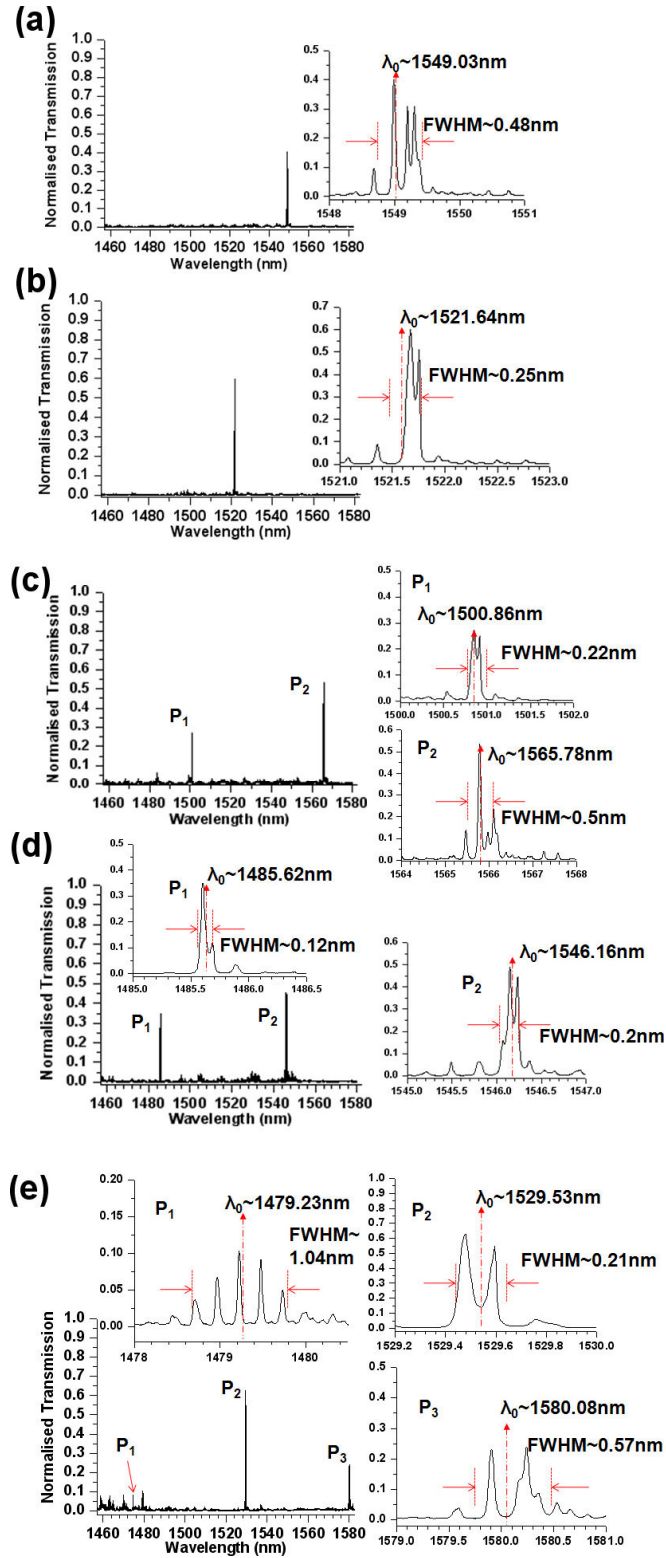 (a)
Normalised Transmission
1.0
0.9
0.8
0.7
0.6
0.5
0.4
0.3
0.2
0.1
0.0
1460 1480 1500 1520 1540 1560 1580
Wavelength (nm)
0.5
0.4
0.3
0.2
0.1
0.0
1548 1549 1550 1551
λ0~1549.03nm
FWHM~0.48nm
(b)
Normalised Transmission
1.0
0.9
0.8
0.7
0.6
0.5
0.4
0.3
0.2
0.1
0.0
1460 1480 1500 1520 1540 1560 1580
Wavelength (nm)
0.7
0.6
0.5
0.4
0.3
0.2
0.1
0.0
1521.0 1521.5 1522.0 1522.5 1523.0
λ0~1521.64nm
FWHM~0.25nm
(c)
Normalised Transmission
1.0
0.9
0.8
0.7
0.6
0.5
0.4
0.3
0.2
0.1
0.0
P1
P2
1460 1480 1500 1520 1540 1560 1580
Wavelength (nm)
0.5
0.4
0.3
0.2
0.1
0.0
P1
λ0~1500.86nm
FWHM~0.22nm
1500.0 1500.5 1501.0 1501.5 1502.0
0.6
0.5
0.4
0.3
0.2
0.1
0.0
P2
λ0~1565.78nm
FWHM~0.5nm
1564 1565 1566 1567 1568
(d)
Normalised Transmission
1.0
0.9
0.8
0.7
0.6
0.5
0.4
0.3
0.2
0.1
0.0
P1
P2
1460 1480 1500 1520 1540 1560 1580
Wavelength (nm)
0.4
0.3
0.2
0.1
0.0
P1
λ0~1485.62nm
FWHM~0.12nm
1485.0 1485.5 1486.0 1486.5
0.6
0.5
0.4
0.3
0.2
0.1
0.0
P2
λ0~1546.16nm
FWHM~0.2nm
1545.0 1545.5 1546.0 1546.5 1547.0
(e)
0.20
0.15
0.10
0.05
0.00
P1
λ0~1479.23nm
FWHM~
1.04nm
1478 1479 1480
1.0
0.9
0.8
0.7
0.6
0.5
0.4
0.3
0.2
0.1
0.0
P2
λ0~1529.53nm
FWHM~0.21nm
1529.2 1529.4 1529.6 1529.8 1530.0
Normalised Transmission
1.0
0.9
0.8
0.7
0.6
0.5
0.4
0.3
0.2
0.1
0.0
P1
P2
P3
1460 1480 1500 1520 1540 1560 1580
Wavelength (nm)
0.4
0.3
0.2
0.1
0.0
P3
λ0~1580.08nm
FWHM~0.57nm
1579.0 1579.5 1580.0 1580.5 1581.0